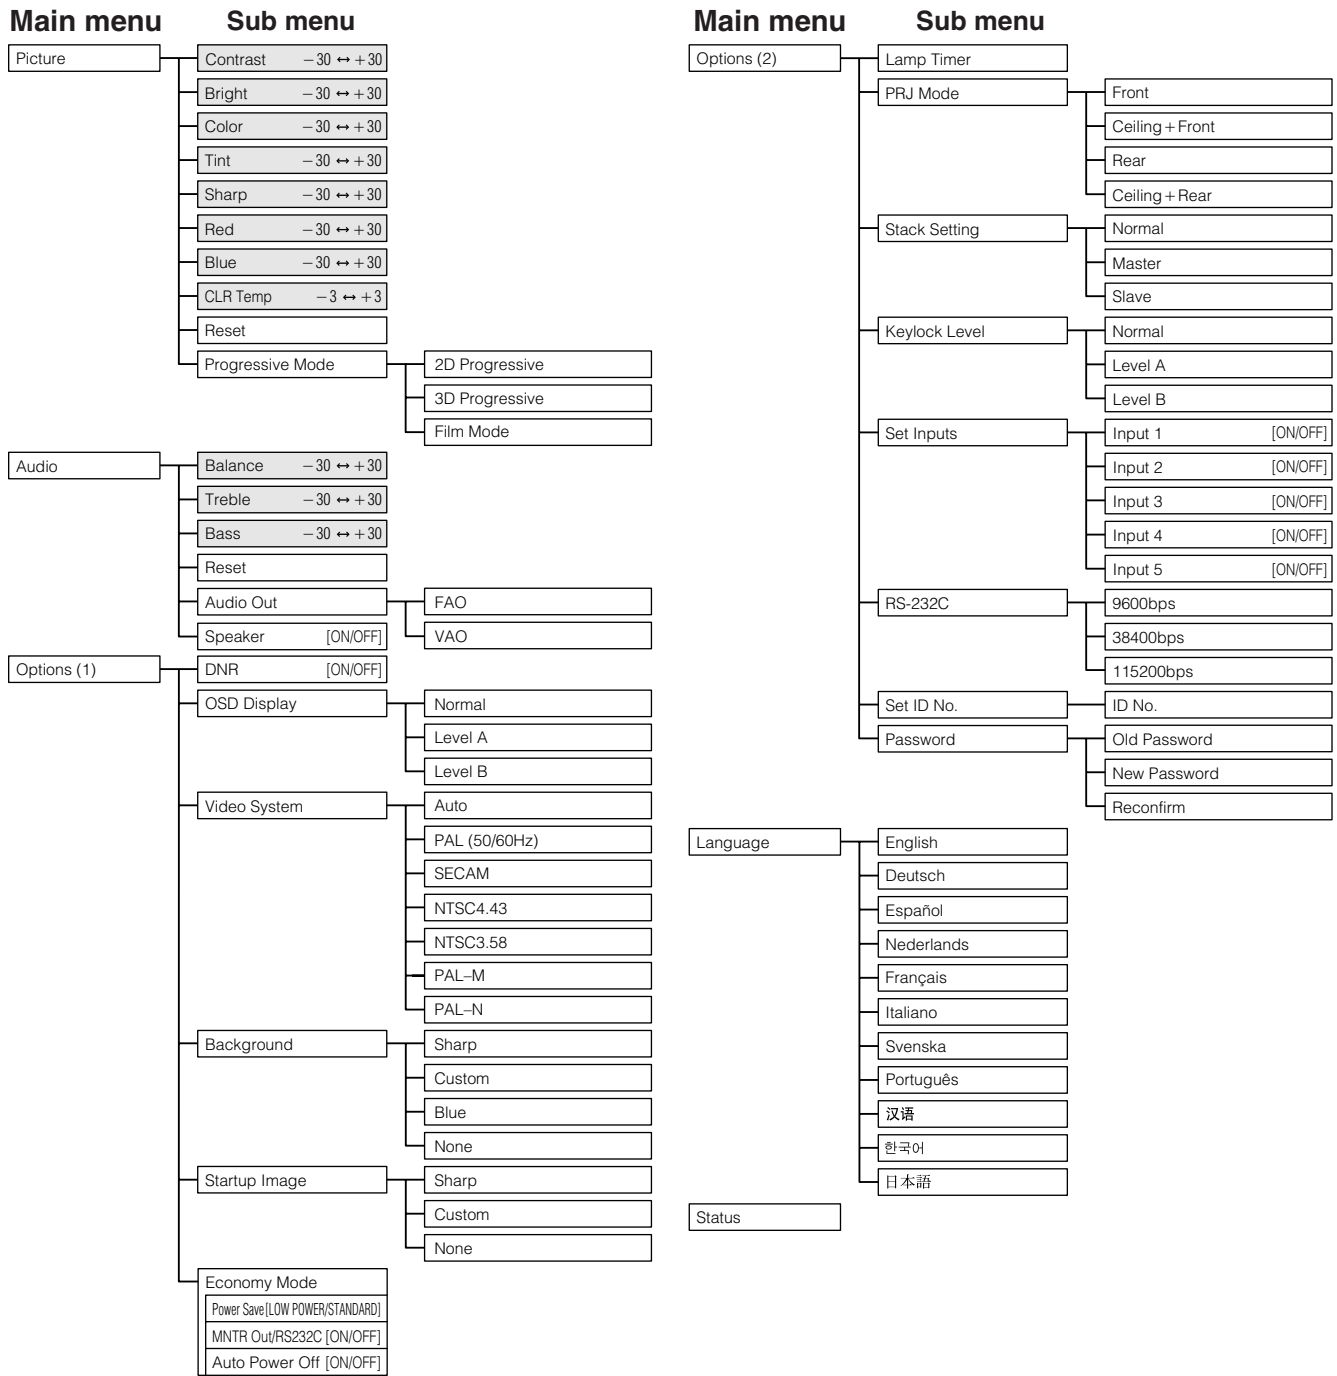 Main menu
Sub menu
Picture
Contrast −30 ↔ +30
Bright −30 ↔ +30
Color −30 ↔ +30
Tint −30 ↔ +30
Sharp −30 ↔ +30
Red −30 ↔ +30
Blue −30 ↔ +30
CLR Temp −3 ↔ +3
Reset
Progressive Mode
2D Progressive
3D Progressive
Film Mode
Audio
Balance −30 ↔ +30
Treble −30 ↔ +30
Bass −30 ↔ +30
Reset
Audio Out
FAO
VAO
Speaker [ON/OFF]
Options (1)
DNR [ON/OFF]
OSD Display
Normal
Level A
Level B
Video System
Auto
PAL (50/60Hz)
SECAM
NTSC4.43
NTSC3.58
PAL–M
PAL–N
Background
Sharp
Custom
Blue
None
Startup Image
Sharp
Custom
None
Economy Mode
Power Save [LOW POWER/STANDARD]
MNTR Out/RS232C [ON/OFF]
Auto Power Off [ON/OFF]
Main menu
Sub menu
Options (2)
Lamp Timer
PRJ Mode
Front
Ceiling+Front
Rear
Ceiling+Rear
Stack Setting
Normal
Master
Slave
Keylock Level
Normal
Level A
Level B
Set Inputs
Input 1 [ON/OFF]
Input 2 [ON/OFF]
Input 3 [ON/OFF]
Input 4 [ON/OFF]
Input 5 [ON/OFF]
RS-232C
9600bps
38400bps
115200bps
Set ID No.
ID No.
Password
Old Password
New Password
Reconfirm
Language
English
Deutsch
Español
Nederlands
Français
Italiano
Svenska
Português
汉语
한국어
日本語
Status